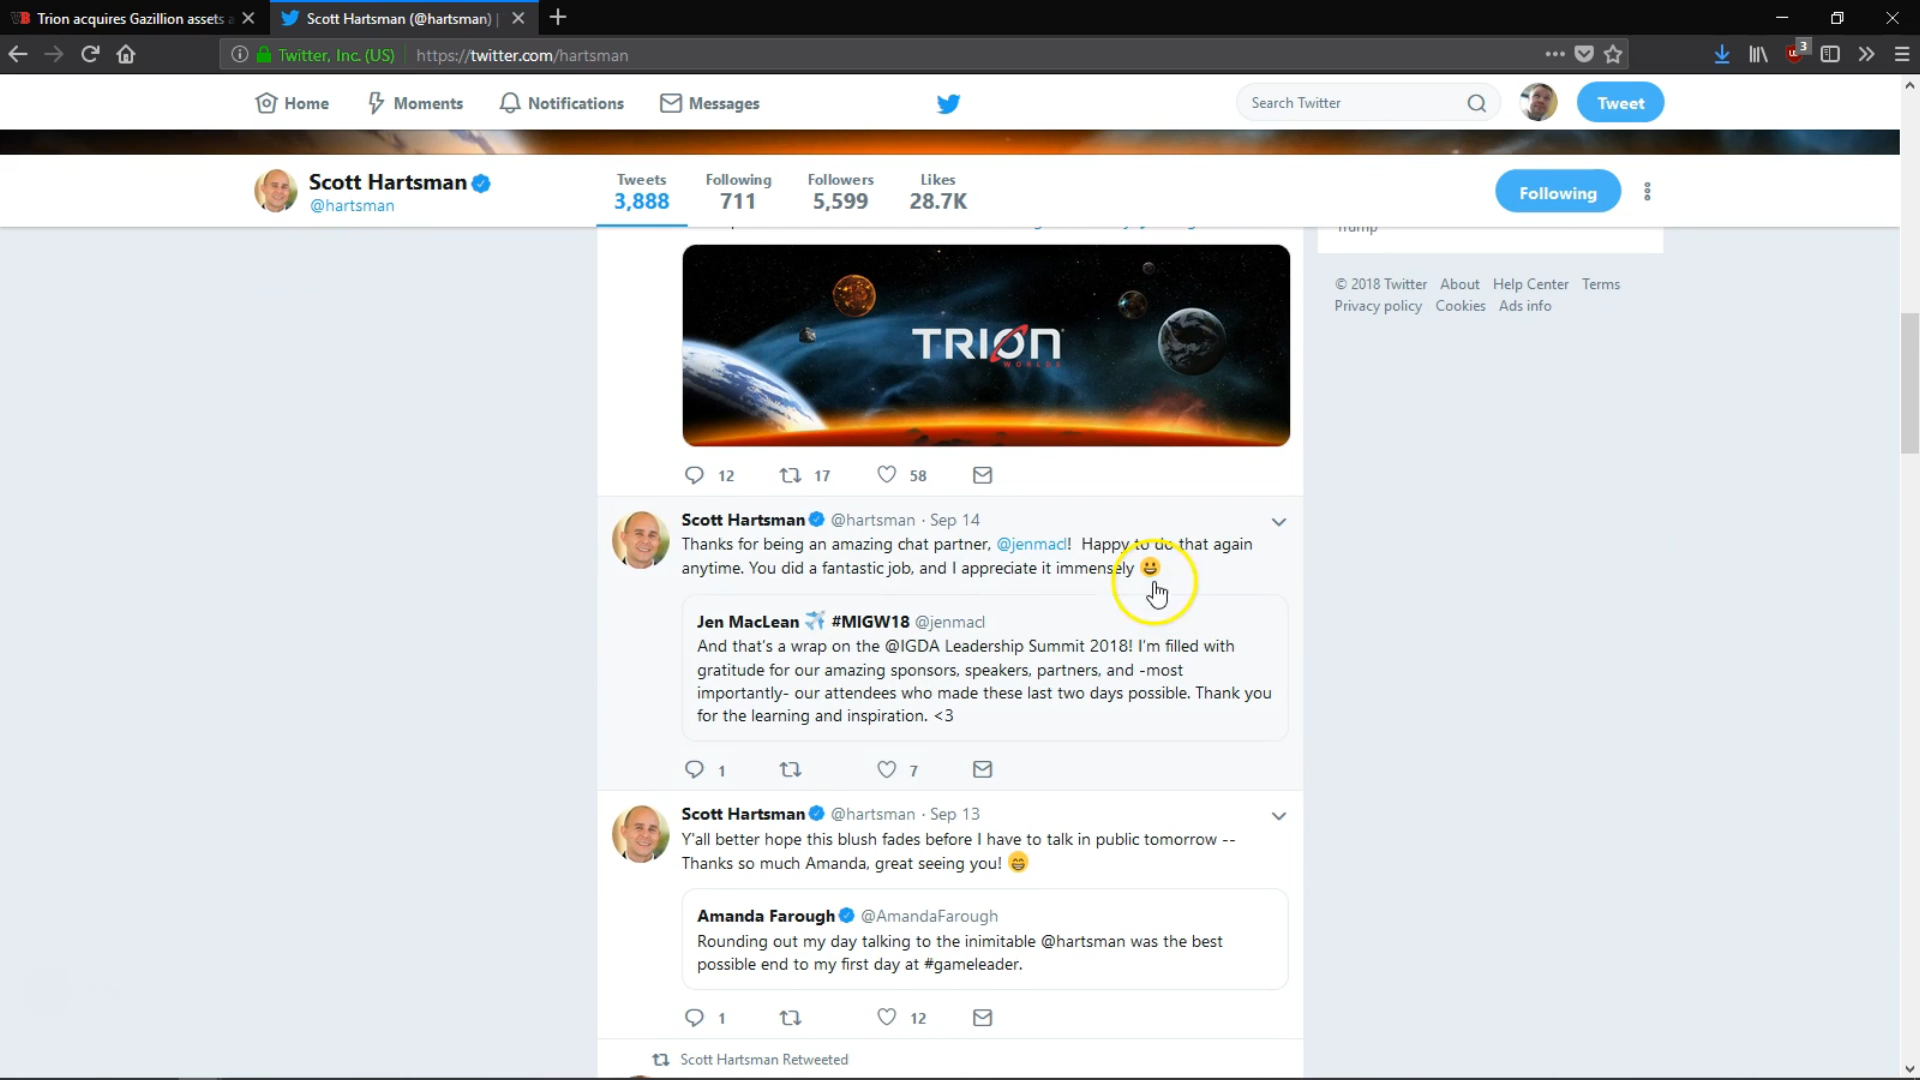 Trion acquires Gazillion assets a
Scott Hartsman (@hartsman) |
Twitter, Inc. (US)
https://twitter.com/hartsman
3
Home
Moments
Notifications
Messages
Search Twitter
Tweet
Scott Hartsman
@hartsman
Tweets
3,888
Following
711
Followers
5,599
Likes
28.7K
Following
Trump
© 2018 Twitter About Help Center Terms
Privacy policy Cookies Ads info
TRION
WORLDS
12 17 58
Scott Hartsman @hartsman · Sep 14
Thanks for being an amazing chat partner, @jenmacl! Happy to do that again
anytime. You did a fantastic job, and I appreciate it immensely 😀
Jen MacLean ✈️ #MIGW18 @jenmacl
And that's a wrap on the @IGDA Leadership Summit 2018! I'm filled with
gratitude for our amazing sponsors, speakers, partners, and -most
importantly- our attendees who made these last two days possible. Thank you
for the learning and inspiration. <3
1 7
Scott Hartsman @hartsman · Sep 13
Y'all better hope this blush fades before I have to talk in public tomorrow --
Thanks so much Amanda, great seeing you! 😁
Amanda Farough @AmandaFarough
Rounding out my day talking to the inimitable @hartsman was the best
possible end to my first day at #gameleader.
1 12
Scott Hartsman Retweeted